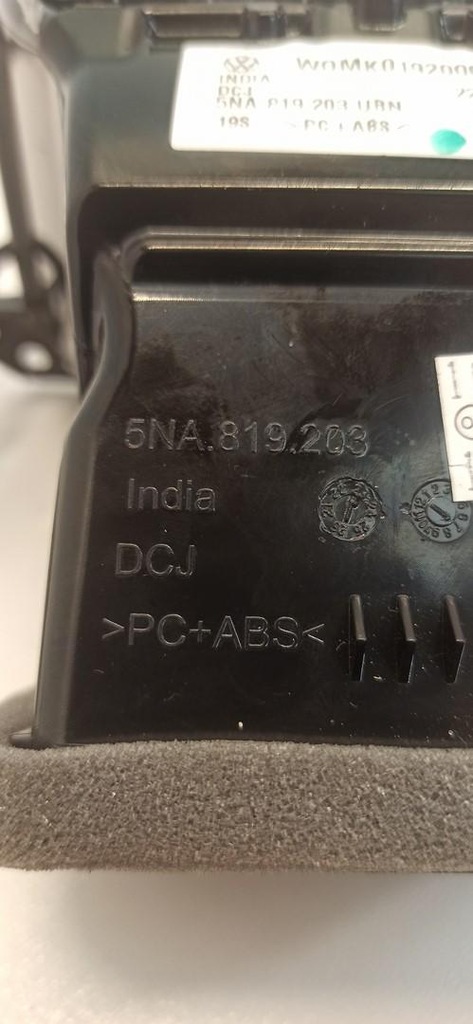 INDIA
DCJ
5NA 819 203 UBN
19S >PC+ABS<
5NA.819.203
India
DCJ
>PC+ABS<